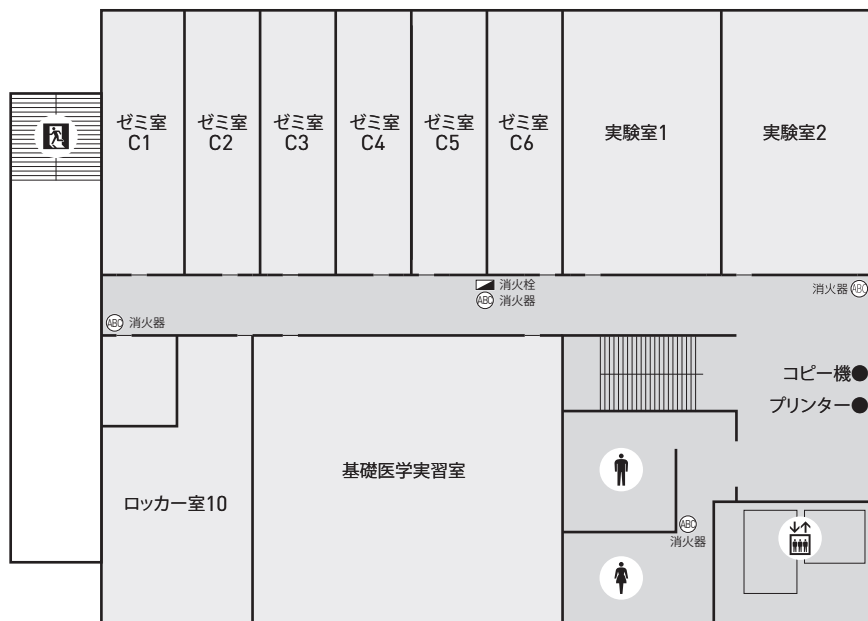 ゼミ室
C1
ゼミ室
C2
ゼミ室
C3
ゼミ室
C4
ゼミ室
C5
ゼミ室
C6
実験室1
実験室2
消火栓
ABC 消火器
消火器 ABC
ABC 消火器
コピー機
プリンター
基礎医学実習室
ロッカー室10
ABC
消火器